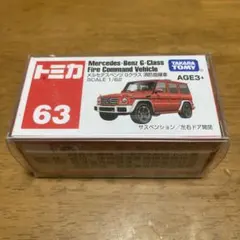 トミカ
63
Mercedes-Benz G-Class
Fire Command Vehicle
メルセデスベンツ Gクラス 消防指揮車
SCALE 1/62
TAKARA TOMY
AGE3+
サスペンション／左右ドア開閉